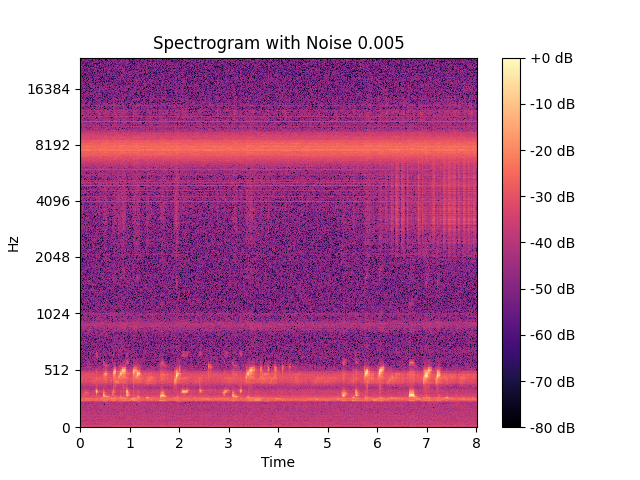 Spectrogram with Noise 0.005
16384
8192
4096
2048
1024
512
0
Hz
0 1 2 3 4 5 6 7 8
Time
+0 dB
-10 dB
-20 dB
-30 dB
-40 dB
-50 dB
-60 dB
-70 dB
-80 dB